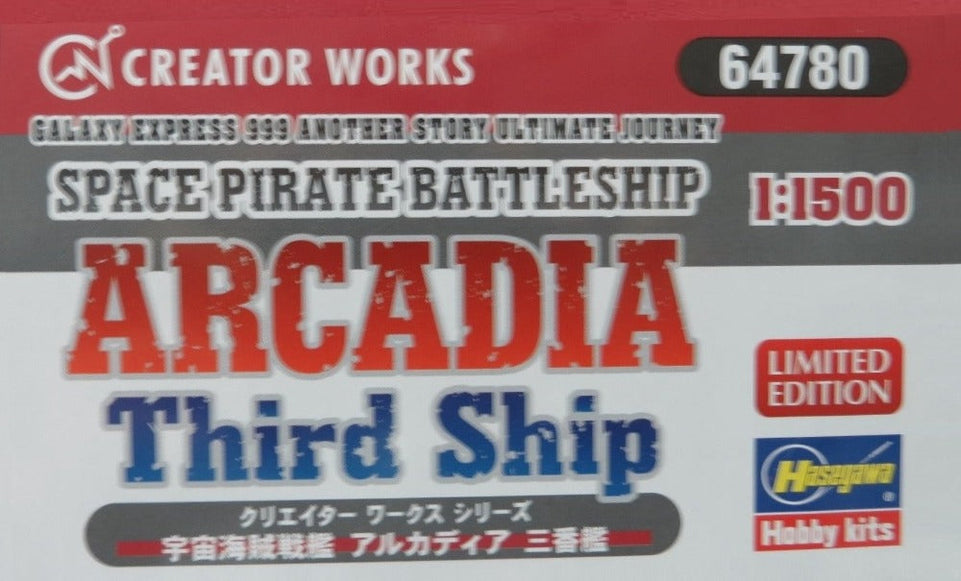 CREATOR WORKS
64780
GALAXY EXPRESS 999 ANOTHER STORY ULTIMATE JOURNEY
SPACE PIRATE BATTLESHIP
1:1500
ARCADIA
Third Ship
LIMITED
EDITION
Hasegawa
®
Hobby kits
クリエイター ワークス シリーズ
宇宙海賊戦艦 アルカディア 三番艦